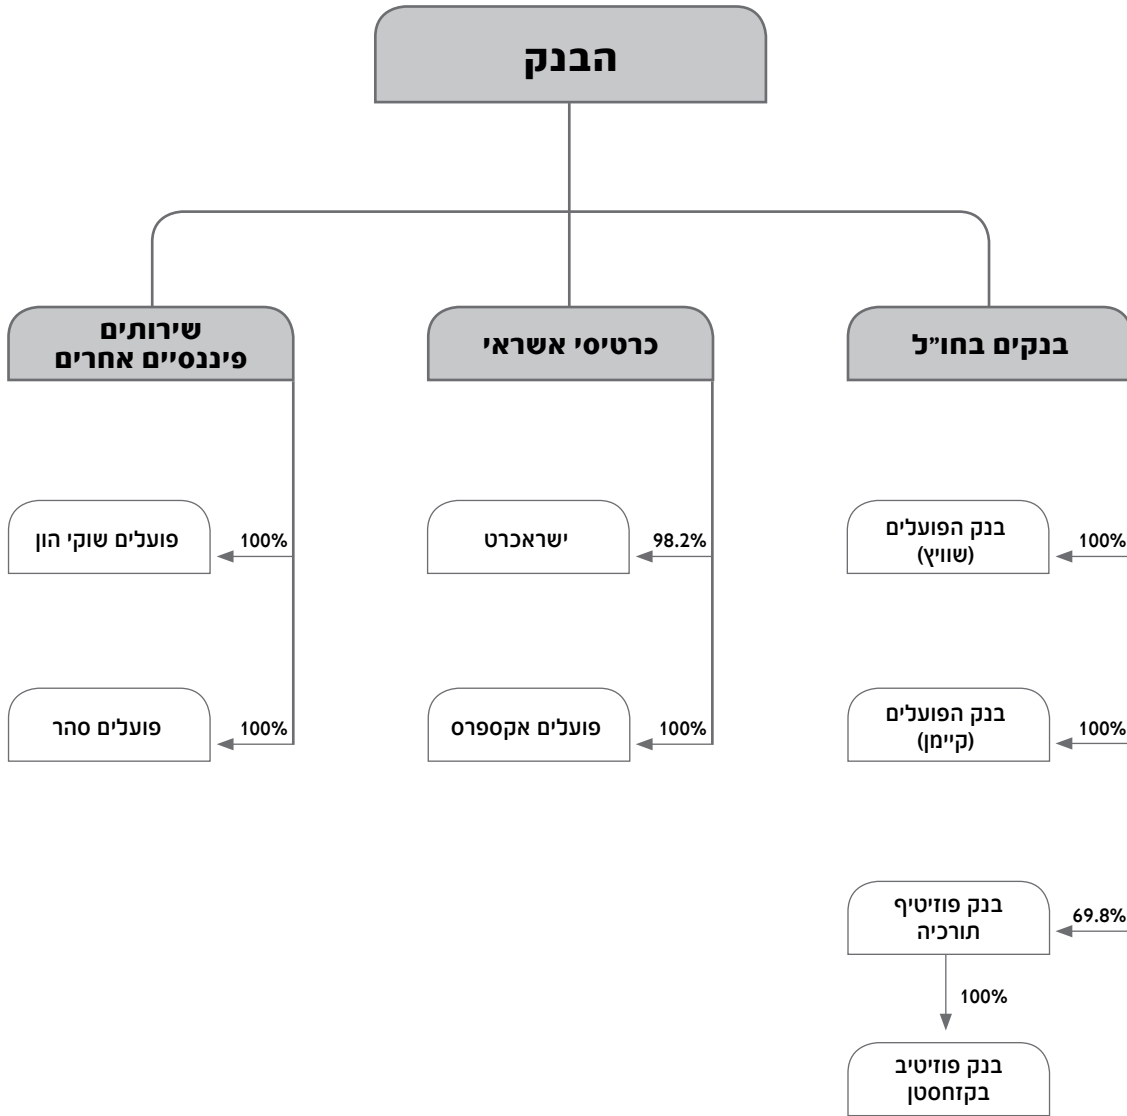 הבנק
בנקים בחו"ל
כרטיסי אשראי
שירותים
פיננסיים אחרים
בנק הפועלים
(שוויץ)
100%
ישראכרט
98.2%
פועלים שוקי הון
100%
בנק הפועלים
(קיימן)
100%
פועלים אקספרס
100%
פועלים סהר
100%
בנק פוזיטיף
תורכיה
69.8%
100%
בנק פוזיטיב
בקזחסטן